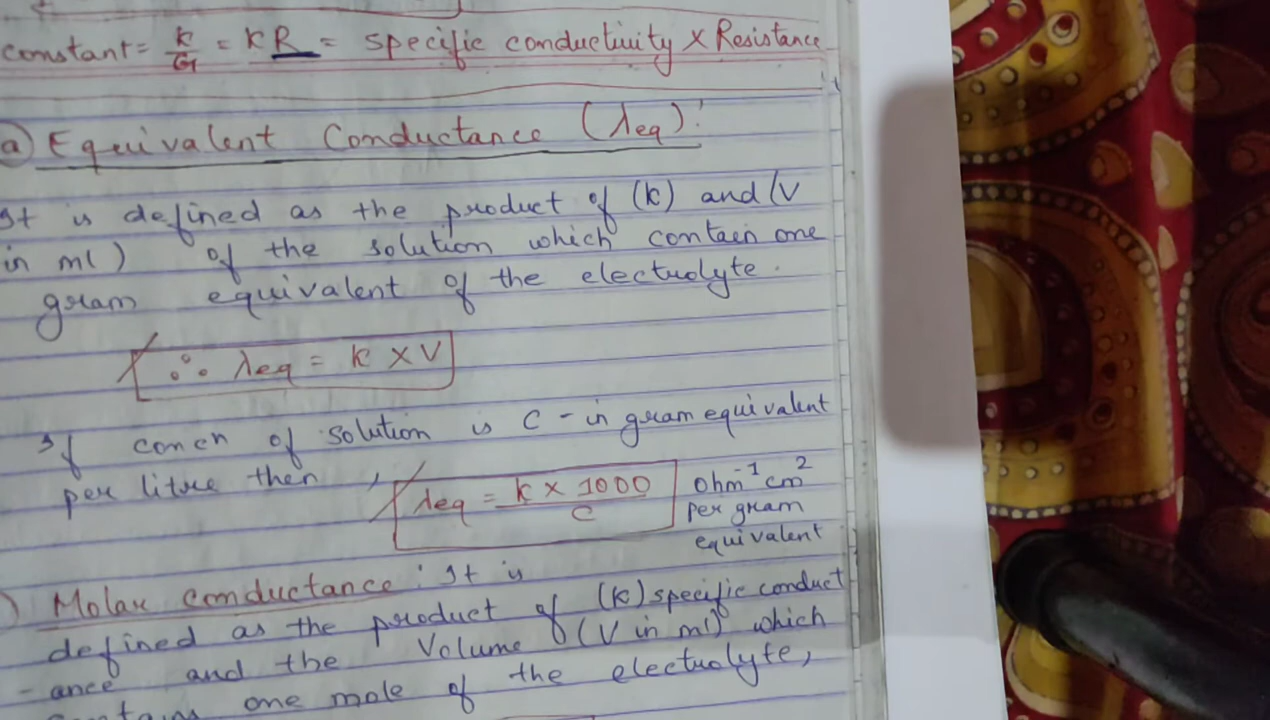 constant = k/G = kR = specific conductivity × Resistance
a) Equivalent Conductance (λeq):
It is defined as the product of (k) and (V
in ml) of the solution which contain one
gram equivalent of the electrolyte.
∴ λeq = k × V
If concn of solution is C - in gram equivalent
per litre then, λeq = k × 1000 / C ohm⁻¹ cm² per gram equivalent
) Molar conductance : It is
defined as the product of (k) specific conduct
-ance and the Volume (V in ml) which
contains one mole of the electrolyte,